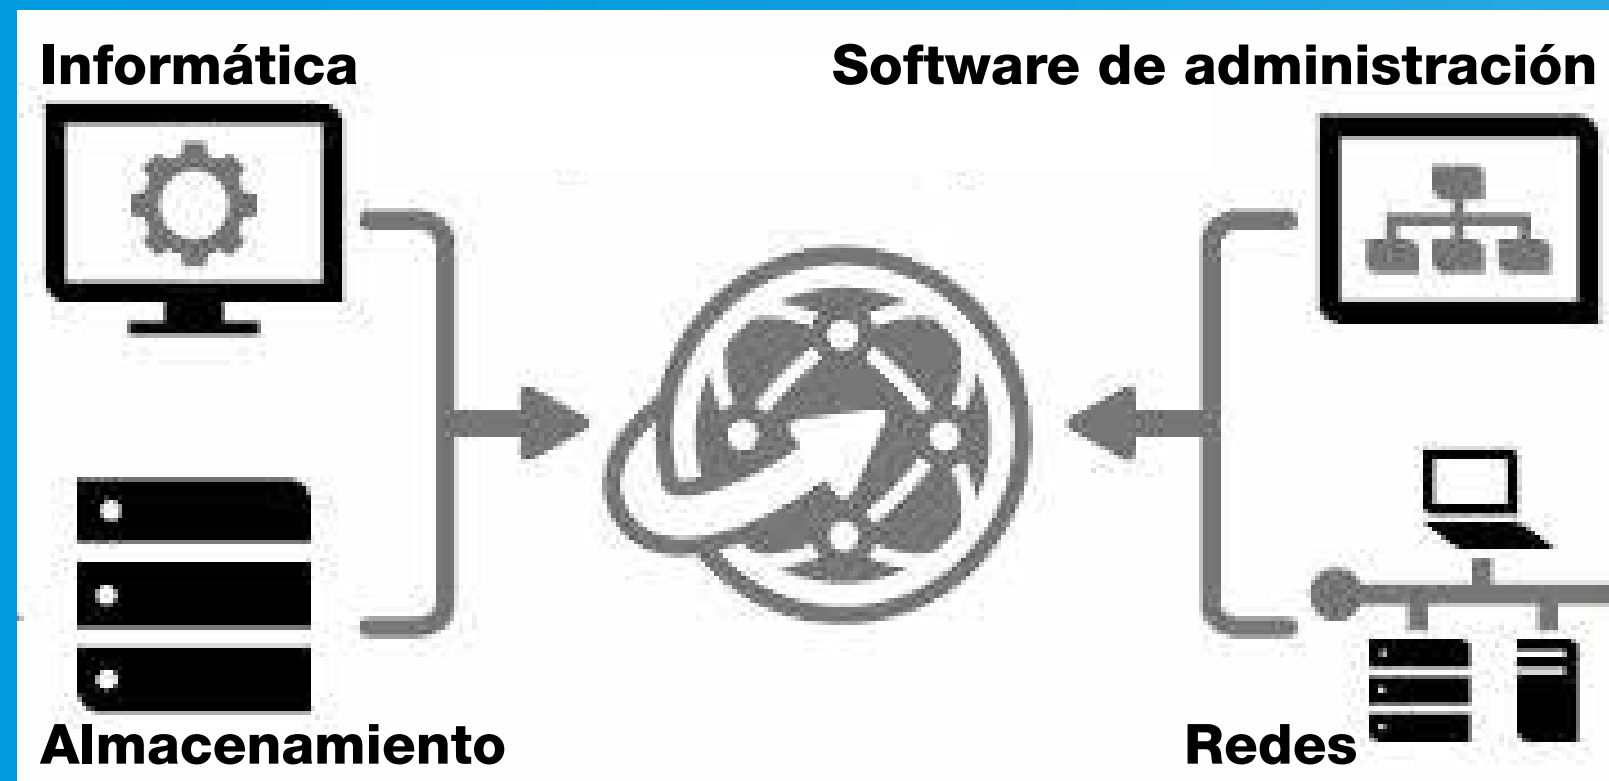 Informática
Software de administración
Almacenamiento
Redes